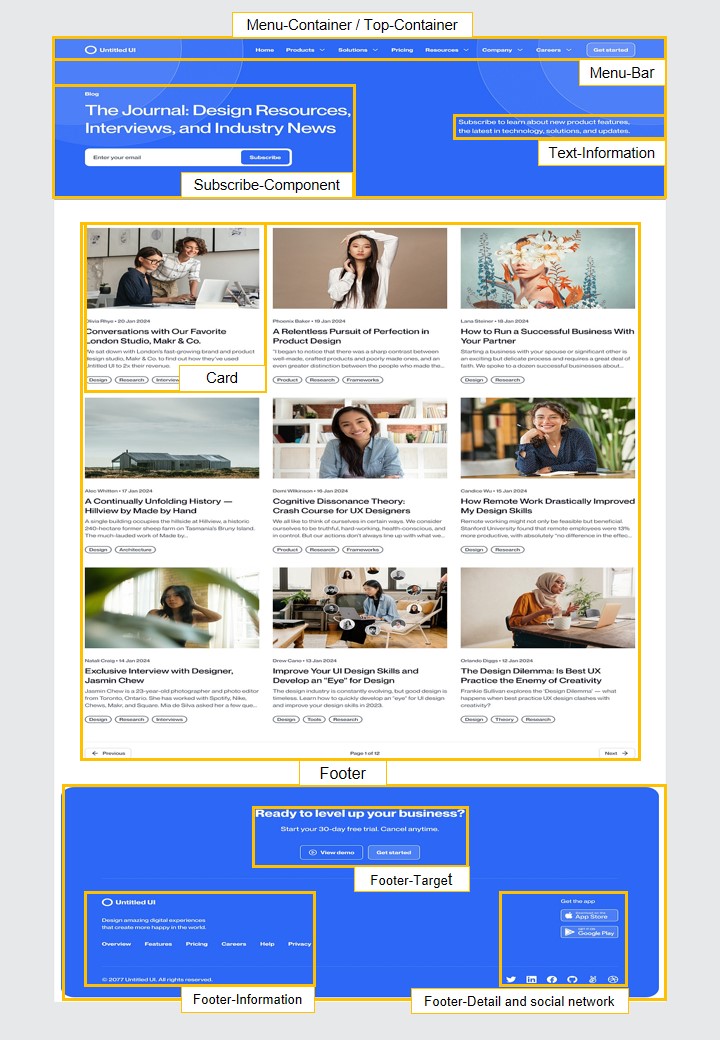 Menu-Container / Top-Container
Untitled UI
Home Products Solutions Pricing Resources Company Careers Get started
Menu-Bar
Blog
The Journal: Design Resources,
Interviews, and Industry News
Subscribe to learn about new product features,
the latest in technology, solutions, and updates.
Text-Information
Enter your email Subscribe
Subscribe-Component
Olivia Rhye • 20 Jan 2024
Conversations with Our Favorite
London Studio, Makr & Co.
We sat down with London's fast-growing brand and product
design studio, Makr & Co. to find out how they've used
Untitled UI to 2x their revenue.
Design Research Interviews
Card
Phoenix Baker • 19 Jan 2024
A Relentless Pursuit of Perfection in
Product Design
"I began to notice that there was a sharp contrast between
well-made, crafted products and poorly made ones, and an
even greater distinction between the people who made the...
Product Research Frameworks
Lana Steiner • 18 Jan 2024
How to Run a Successful Business With
Your Partner
Starting a business with your spouse or significant other is
an exciting but delicate process and requires a great deal of
faith. We spoke to a dozen successful businesses about...
Design Research
Alec Whitten • 17 Jan 2024
A Continually Unfolding History —
Hillview by Made by Hand
A single building occupies the hillside at Hillview, a historic
240-hectare former sheep farm on Tasmania's Bruny Island.
The much-lauded work of Made by...
Design Architecture
Demi Wilkinson • 16 Jan 2024
Cognitive Dissonance Theory:
Crash Course for UX Designers
We all like to think of ourselves in certain ways. We consider
ourselves to be truthful, hard-working, health-conscious, and
in control. But our actions don't always line up with what we...
Product Research Frameworks
Candice Wu • 15 Jan 2024
How Remote Work Drastically Improved
My Design Skills
Remote working might not only be feasible but beneficial.
Stanford University found that remote employees were 13%
more productive, with absolutely "no difference in the effec...
Design Research
Natali Craig • 14 Jan 2024
Exclusive Interview with Designer,
Jasmin Chew
Jasmin Chew is a 23-year-old photographer and photo editor
from Toronto, Ontario. She has worked with Spotify, Nike,
Chews, Makr, and Square. Mia de Silva asked her a few que...
Design Research Interviews
Drew Cano • 13 Jan 2024
Improve Your UI Design Skills and
Develop an "Eye" for Design
The design industry is constantly evolving, but good design is
timeless. Learn how to quickly develop an "eye" for UI design
and improve your design skills in 2023.
Design Tools Research
Orlando Diggs • 12 Jan 2024
The Design Dilemma: Is Best UX
Practice the Enemy of Creativity
Frankie Sullivan explores the 'Design Dilemma' — what
happens when best practice UX design clashes with
creativity?
Design Theory Research
Previous Page 1 of 12 Next
Footer
Ready to level up your business?
Start your 30-day free trial. Cancel anytime.
View demo Get started
Footer-Target
Untitled UI
Design amazing digital experiences
that create more happy in the world.
Overview Features Pricing Careers Help Privacy
© 2077 Untitled UI. All rights reserved.
Footer-Information
Get the app
Download on the
App Store
GET IT ON
Google Play
Footer-Detail and social network